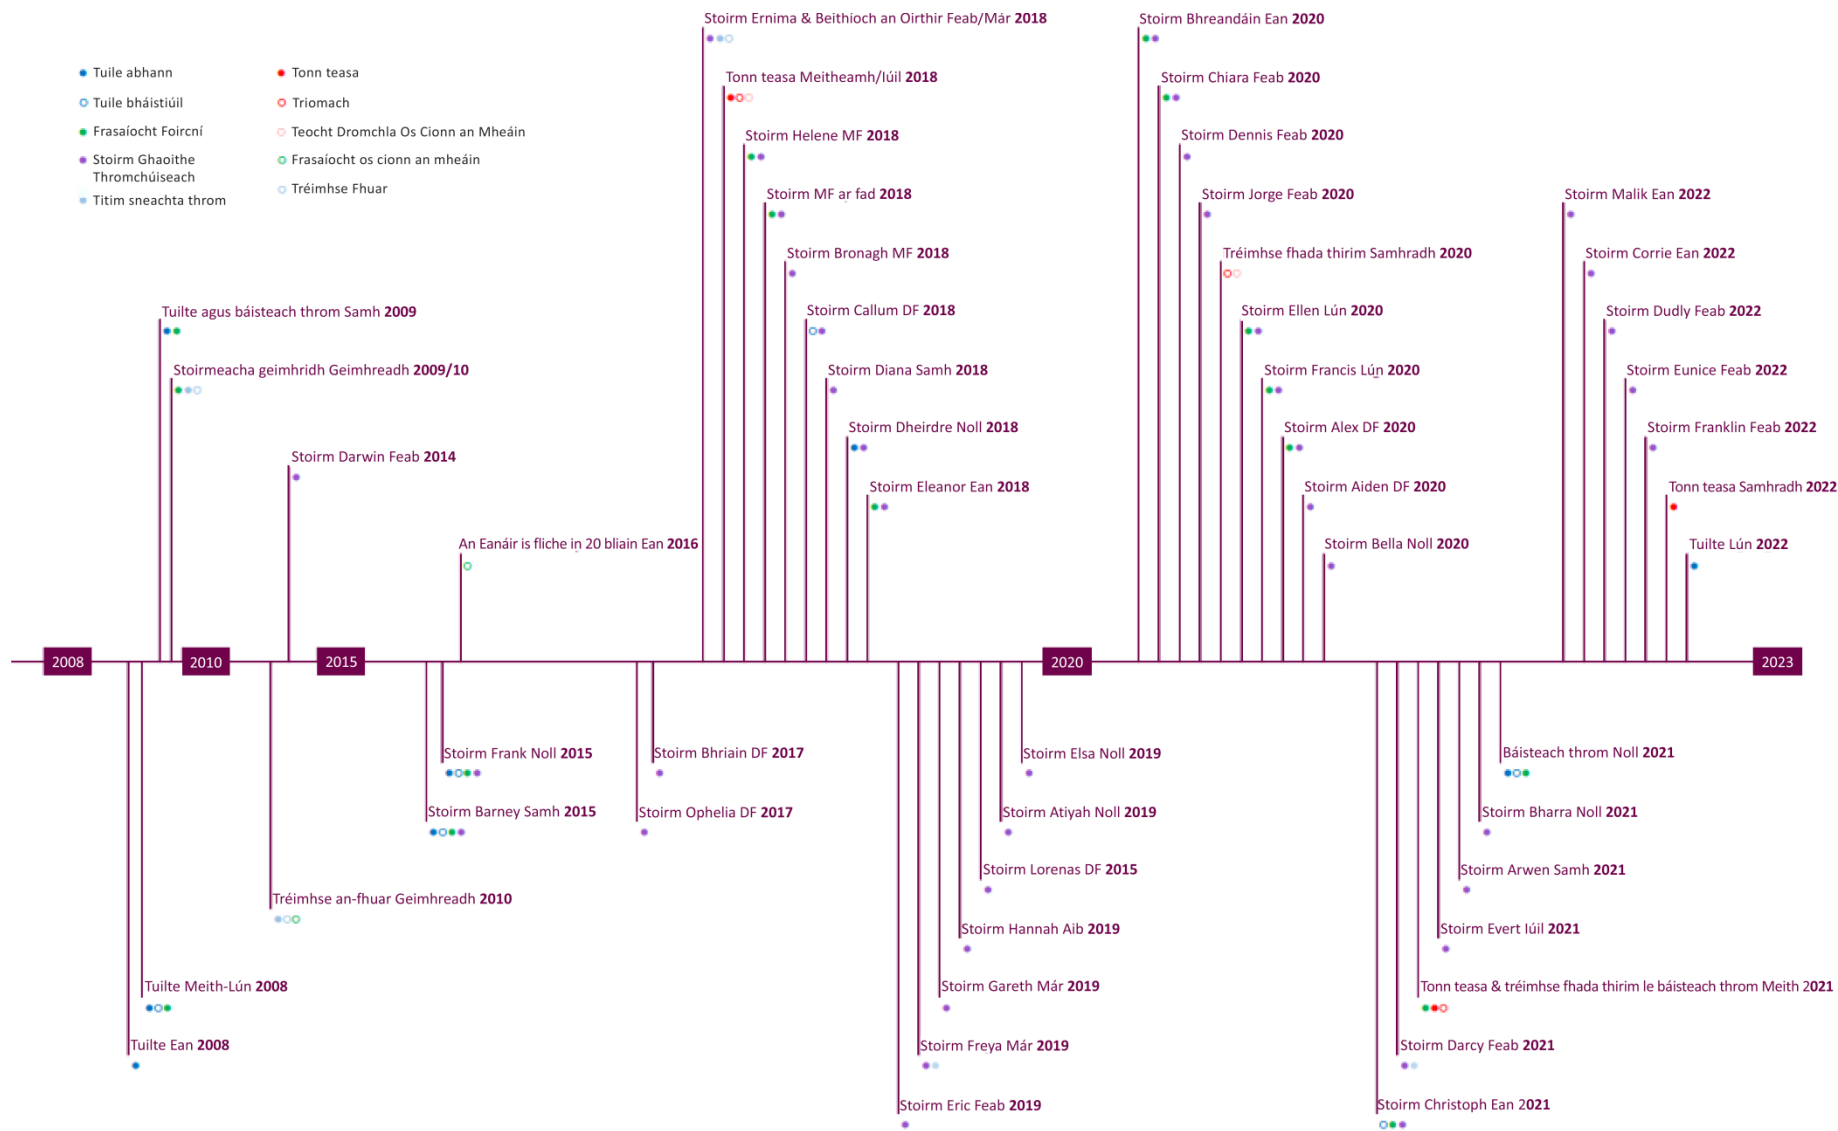 Tuile abhann
Tuile bháistiúil
Frasaíocht Foircní
Stoirm Ghaoithe
Thromchúiseach
Titim sneachta throm
Tonn teasa
Triomach
Teocht Dromchla Os Cionn an Mheáin
Frasaíocht os cionn an mheáin
Tréimhse Fhuar
Tuilte agus báisteach throm Samh 2009
Stoirmeacha geimhridh Geimhreadh 2009/10
Stoirm Darwin Feab 2014
An Eanáir is fliche in 20 bliain Ean 2016
Stoirm Ernima & Beithíoch an Oirthir Feab/Már 2018
Tonn teasa Meitheamh/Iúil 2018
Stoirm Helene MF 2018
Stoirm MF ar fad 2018
Stoirm Bronagh MF 2018
Stoirm Callum DF 2018
Stoirm Diana Samh 2018
Stoirm Dheirdre Noll 2018
Stoirm Eleanor Ean 2018
Stoirm Bhreandáin Ean 2020
Stoirm Chiara Feab 2020
Stoirm Dennis Feab 2020
Stoirm Jorge Feab 2020
Tréimhse fhada thirim Samhradh 2020
Stoirm Ellen Lún 2020
Stoirm Francis Lún 2020
Stoirm Alex DF 2020
Stoirm Aiden DF 2020
Stoirm Bella Noll 2020
Stoirm Malik Ean 2022
Stoirm Corrie Ean 2022
Stoirm Dudly Feab 2022
Stoirm Eunice Feab 2022
Stoirm Franklin Feab 2022
Tonn teasa Samhradh 2022
Tuilte Lún 2022
2008
2010
2015
2020
2023
Stoirm Frank Noll 2015
Stoirm Barney Samh 2015
Tréimhse an-fhuar Geimhreadh 2010
Tuilte Meith-Lún 2008
Tuilte Ean 2008
Stoirm Bhriain DF 2017
Stoirm Ophelia DF 2017
Stoirm Elsa Noll 2019
Stoirm Atiyah Noll 2019
Stoirm Lorenas DF 2015
Stoirm Hannah Aib 2019
Stoirm Gareth Már 2019
Stoirm Freya Már 2019
Stoirm Eric Feab 2019
Báisteach throm Noll 2021
Stoirm Bharra Noll 2021
Stoirm Arwen Samh 2021
Stoirm Evert Iúil 2021
Tonn teasa & tréimhse fhada thirim le báisteach throm Meith 2021
Stoirm Darcy Feab 2021
Stoirm Christoph Ean 2021